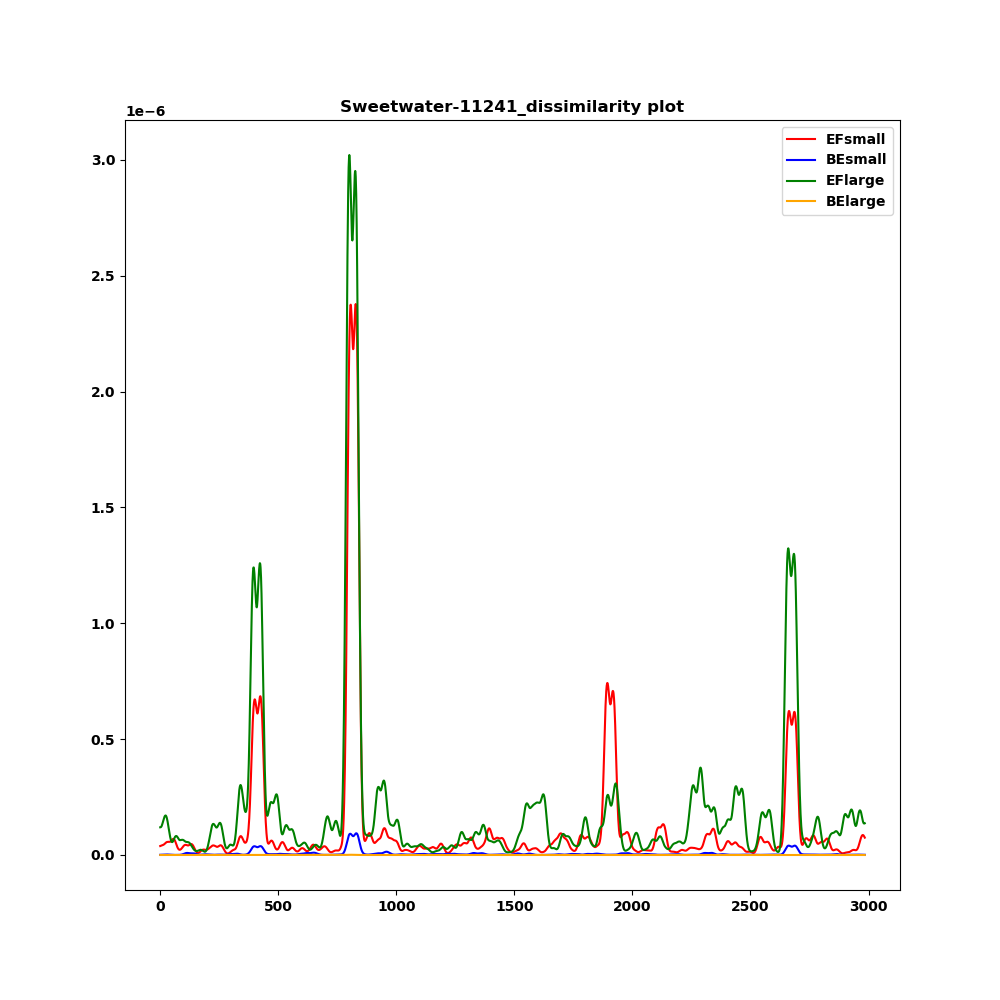 Sweetwater-11241_dissimilarity plot
1e−6
EFsmall
BEsmall
EFlarge
BElarge
3.0
2.5
2.0
1.5
1.0
0.5
0.0
0 500 1000 1500 2000 2500 3000